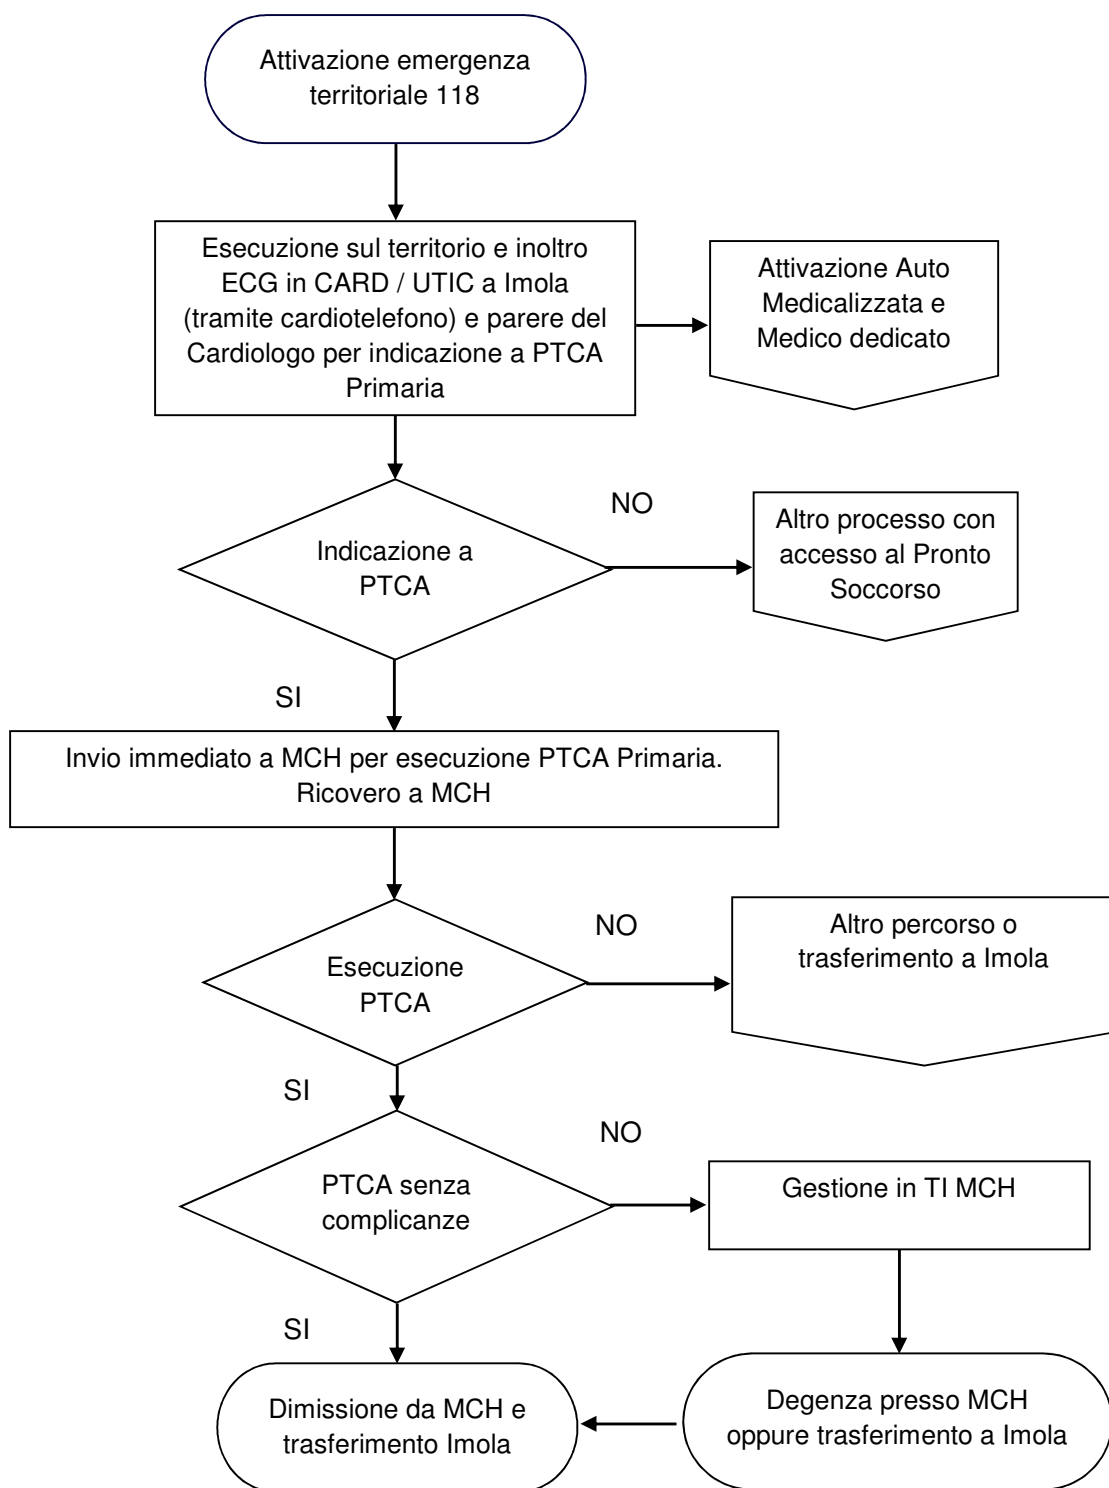 Attivazione emergenza
territoriale 118
Esecuzione sul territorio e inoltro
ECG in CARD / UTIC a Imola
(tramite cardiotelefono) e parere del
Cardiologo per indicazione a PTCA
Primaria
Attivazione Auto
Medicalizzata e
Medico dedicato
Indicazione a
PTCA
NO
Altro processo con
accesso al Pronto
Soccorso
SI
Invio immediato a MCH per esecuzione PTCA Primaria.
Ricovero a MCH
Esecuzione
PTCA
NO
Altro percorso o
trasferimento a Imola
SI
PTCA senza
complicanze
NO
Gestione in TI MCH
SI
Dimissione da MCH e
trasferimento Imola
Degenza presso MCH
oppure trasferimento a Imola